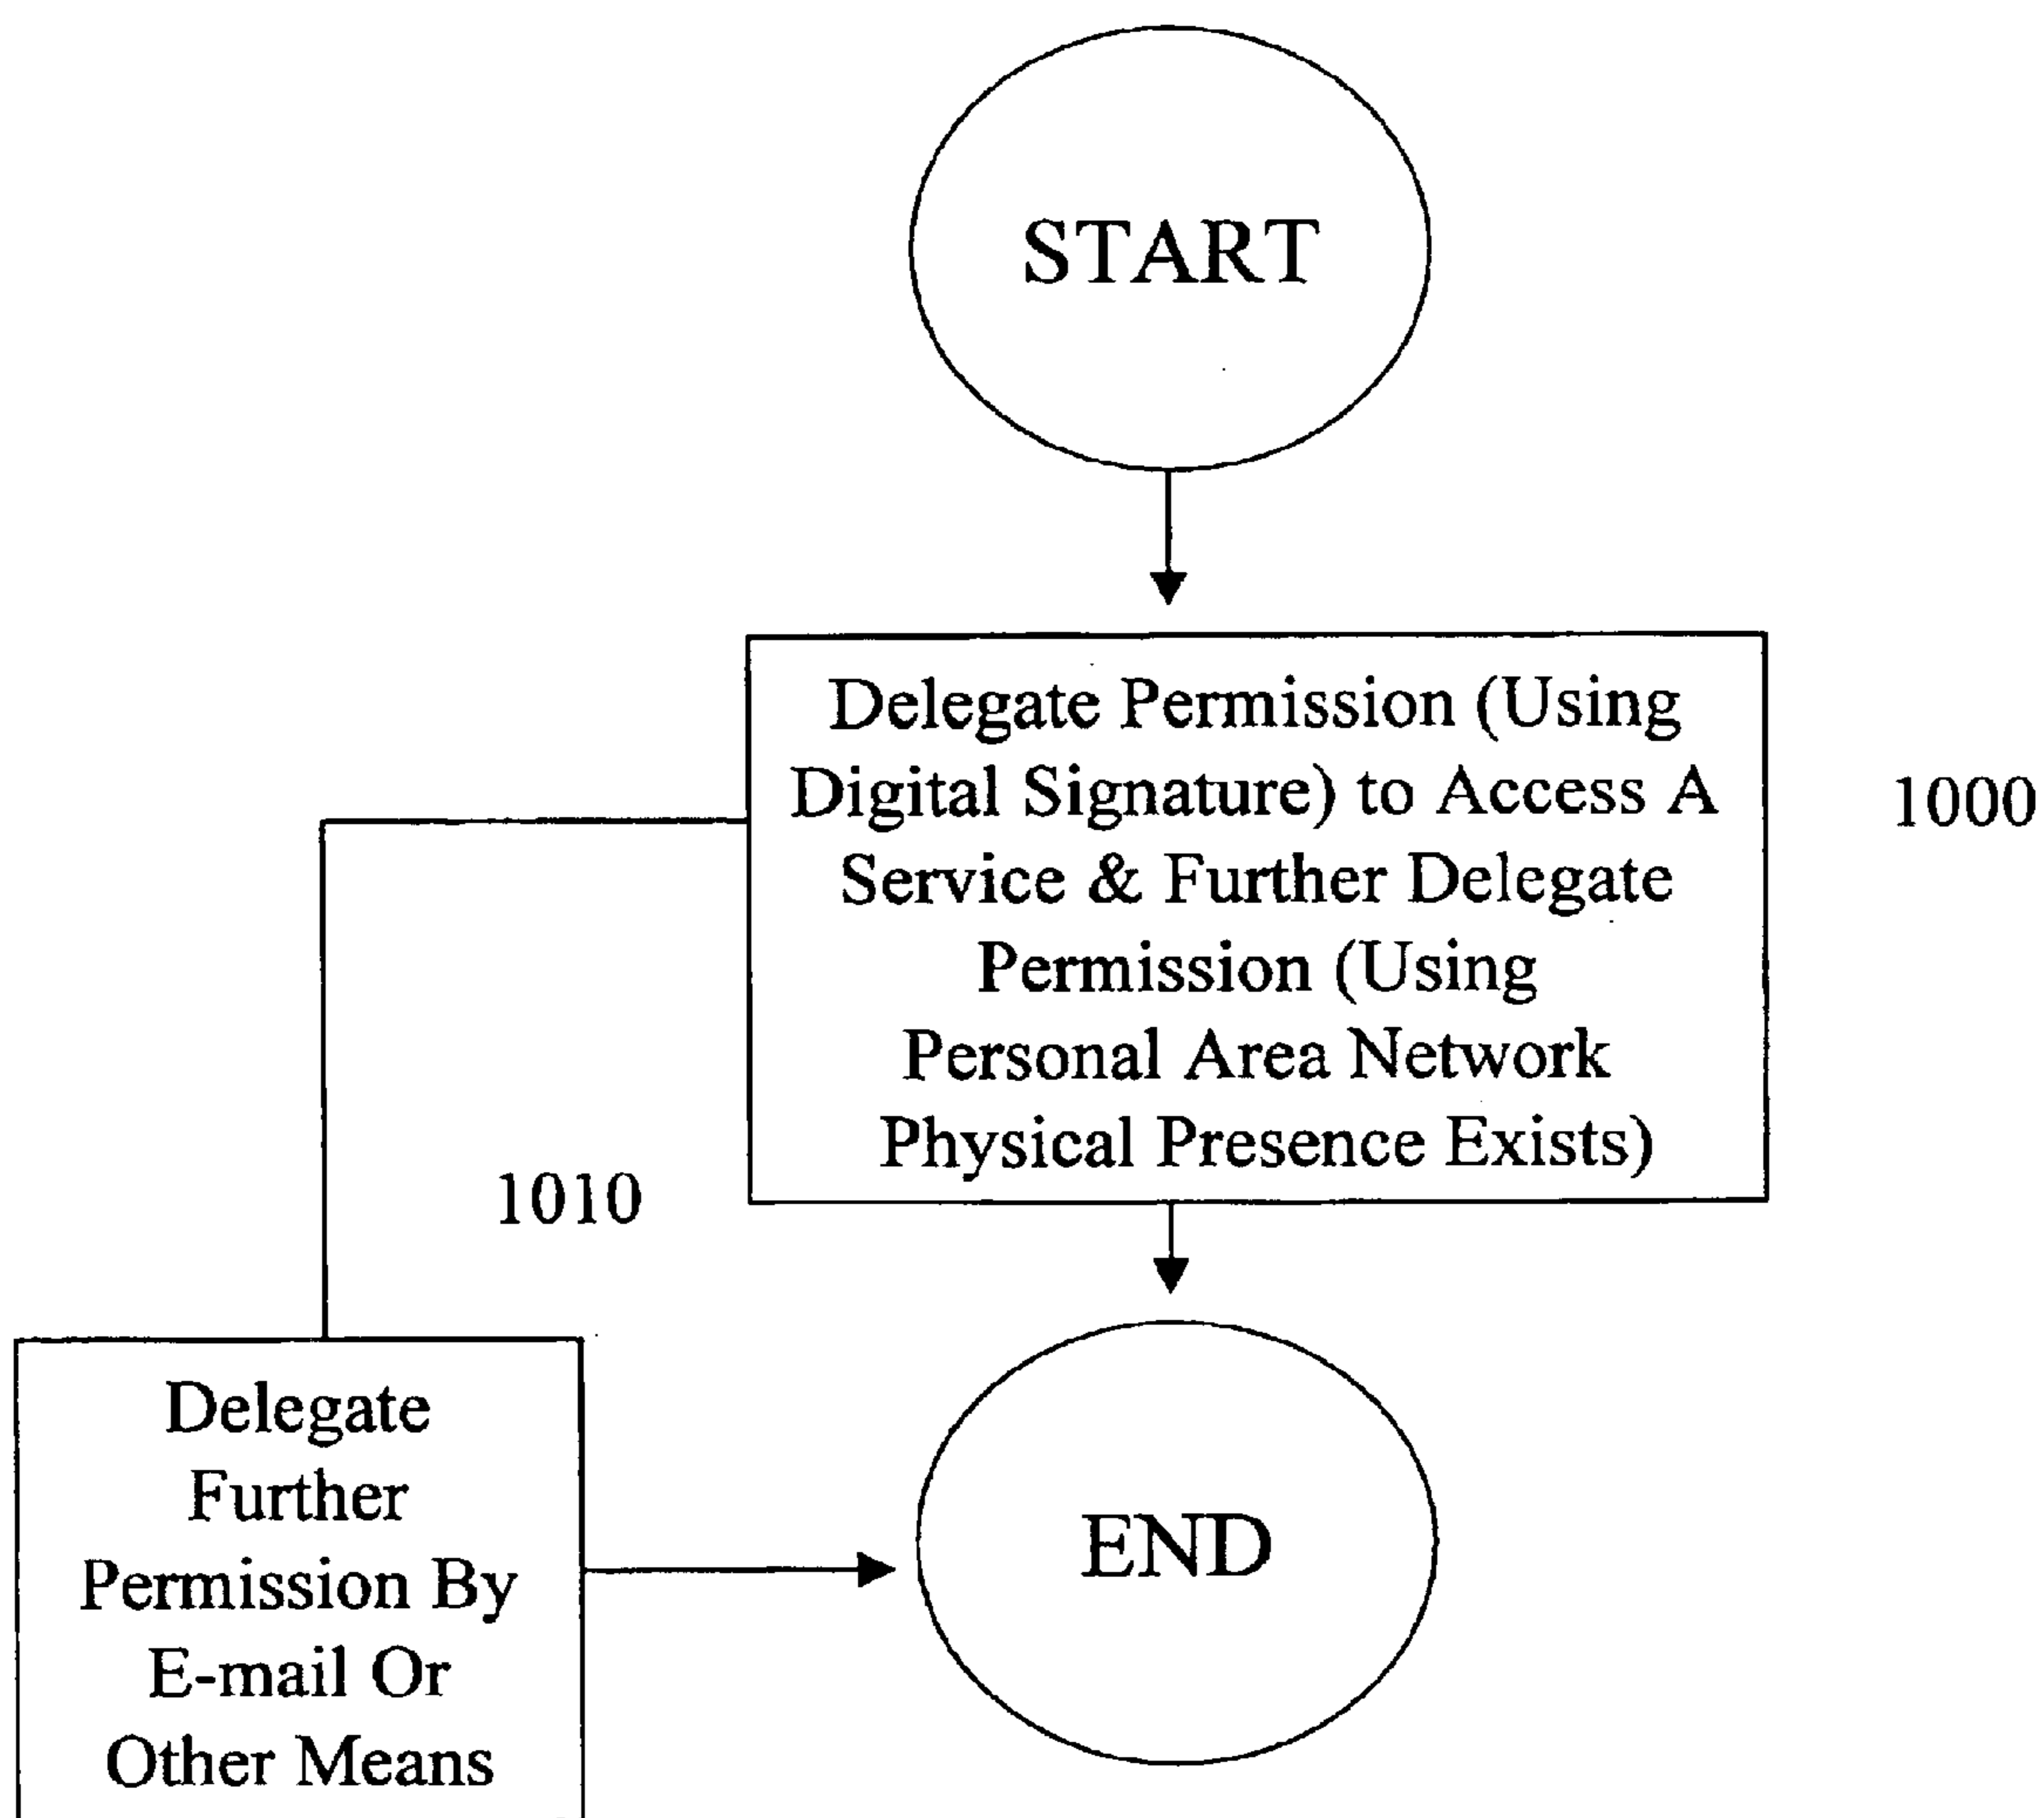 START
Delegate Permission (Using
Digital Signature) to Access A
Service & Further Delegate
Permission (Using
Personal Area Network
Physical Presence Exists)
1000
1010
Delegate
Further
Permission By
E-mail Or
Other Means
END